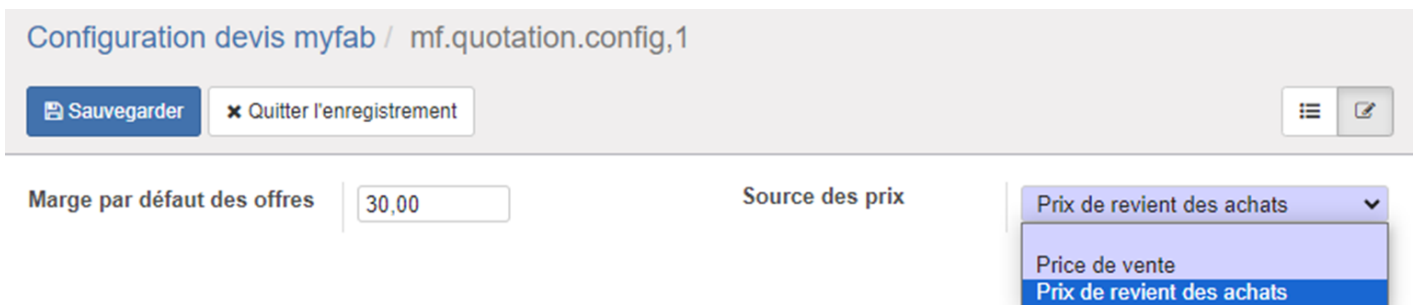 Configuration devis myfab / mf.quotation.config,1
Sauvegarder Quitter l'enregistrement
Marge par défaut des offres 30,00 Source des prix Prix de revient des achats
Price de vente
Prix de revient des achats